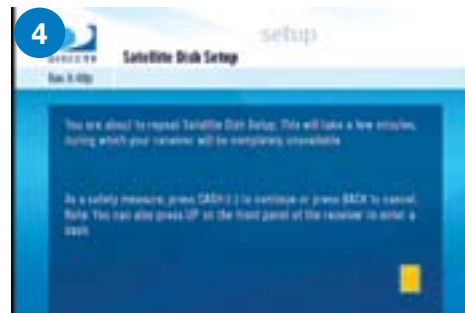 4
setup
DIRECTV
Satellite Dish Setup
You are about to repeat Satellite Dish Setup. This will take a few minutes,
during which your receiver will be completely unavailable.
As a safety measure, press DASH (-) to continue or press BACK to cancel.
Note: You can also press UP on the front panel of the receiver to enter a
dash.